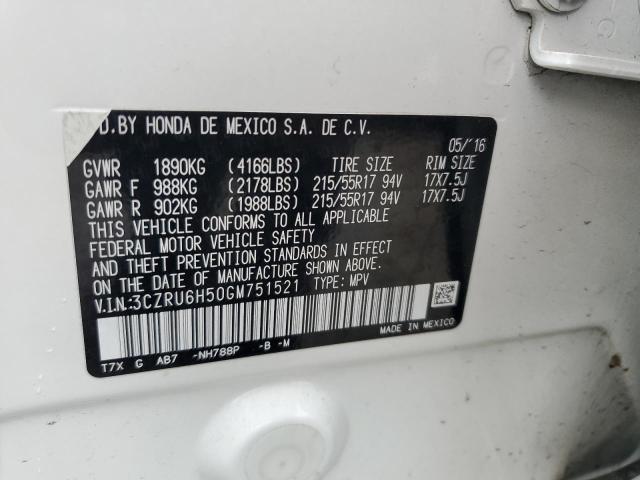 D.BY HONDA DE MEXICO S.A. DE C.V.
05/'16
GVWR 1890KG (4166LBS) TIRE SIZE RIM SIZE
GAWR F 988KG (2178LBS) 215/55R17 94V 17X7.5J
GAWR R 902KG (1988LBS) 215/55R17 94V 17X7.5J
THIS VEHICLE CONFORMS TO ALL APPLICABLE
FEDERAL MOTOR VEHICLE SAFETY
AND THEFT PREVENTION STANDARDS IN EFFECT
ON THE DATE OF MANUFACTURE SHOWN ABOVE.
V.I.N.:3CZRU6H50GM751521 TYPE: MPV
MADE IN MEXICO
T7X G AB7 -NH788P -B -M